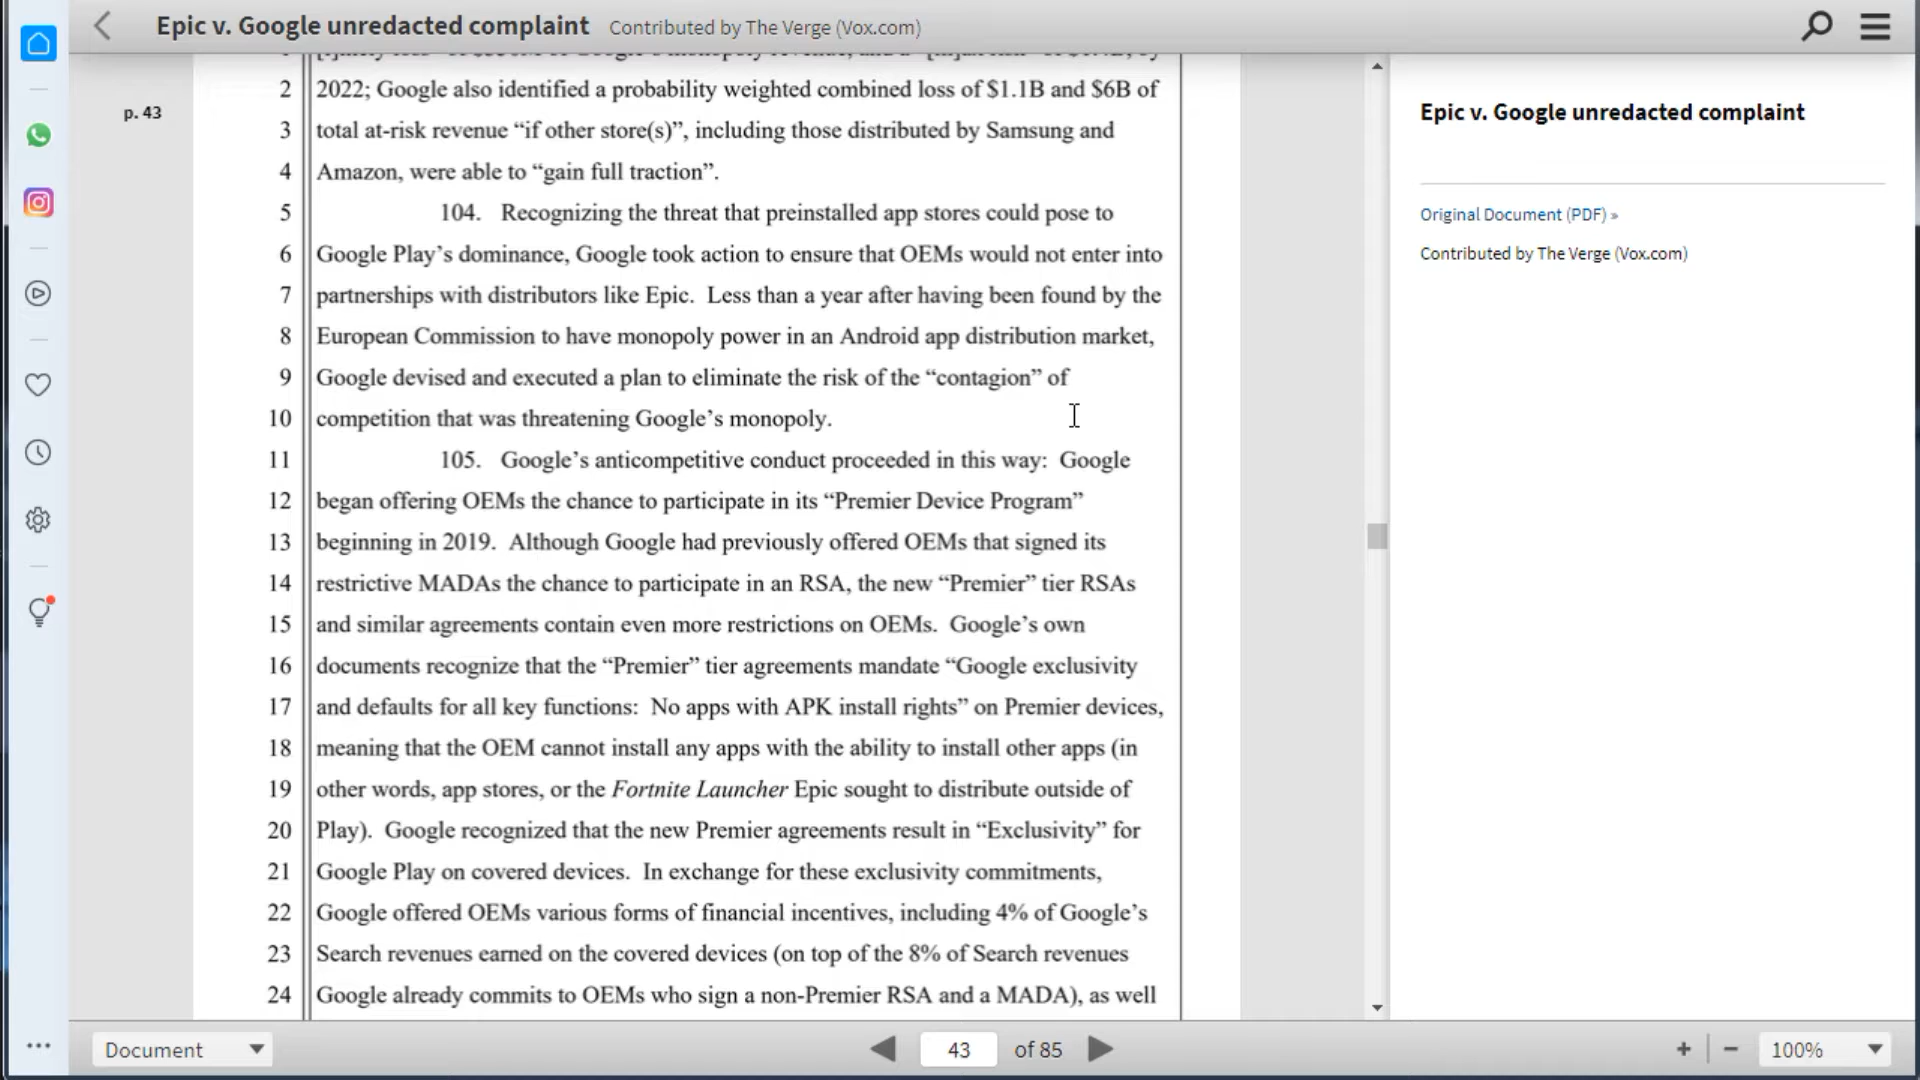 Epic v. Google unredacted complaint Contributed by The Verge (Vox.com)
p. 43
2 2022; Google also identified a probability weighted combined loss of $1.1B and $6B of
3 total at-risk revenue “if other store(s)”, including those distributed by Samsung and
4 Amazon, were able to “gain full traction”.
5 104. Recognizing the threat that preinstalled app stores could pose to
6 Google Play’s dominance, Google took action to ensure that OEMs would not enter into
7 partnerships with distributors like Epic. Less than a year after having been found by the
8 European Commission to have monopoly power in an Android app distribution market,
9 Google devised and executed a plan to eliminate the risk of the “contagion” of
10 competition that was threatening Google’s monopoly.
11 105. Google’s anticompetitive conduct proceeded in this way: Google
12 began offering OEMs the chance to participate in its “Premier Device Program”
13 beginning in 2019. Although Google had previously offered OEMs that signed its
14 restrictive MADAs the chance to participate in an RSA, the new “Premier” tier RSAs
15 and similar agreements contain even more restrictions on OEMs. Google’s own
16 documents recognize that the “Premier” tier agreements mandate “Google exclusivity
17 and defaults for all key functions: No apps with APK install rights” on Premier devices,
18 meaning that the OEM cannot install any apps with the ability to install other apps (in
19 other words, app stores, or the Fortnite Launcher Epic sought to distribute outside of
20 Play). Google recognized that the new Premier agreements result in “Exclusivity” for
21 Google Play on covered devices. In exchange for these exclusivity commitments,
22 Google offered OEMs various forms of financial incentives, including 4% of Google’s
23 Search revenues earned on the covered devices (on top of the 8% of Search revenues
24 Google already commits to OEMs who sign a non-Premier RSA and a MADA), as well
Epic v. Google unredacted complaint
Original Document (PDF) »
Contributed by The Verge (Vox.com)
Document 43 of 85 + − 100%